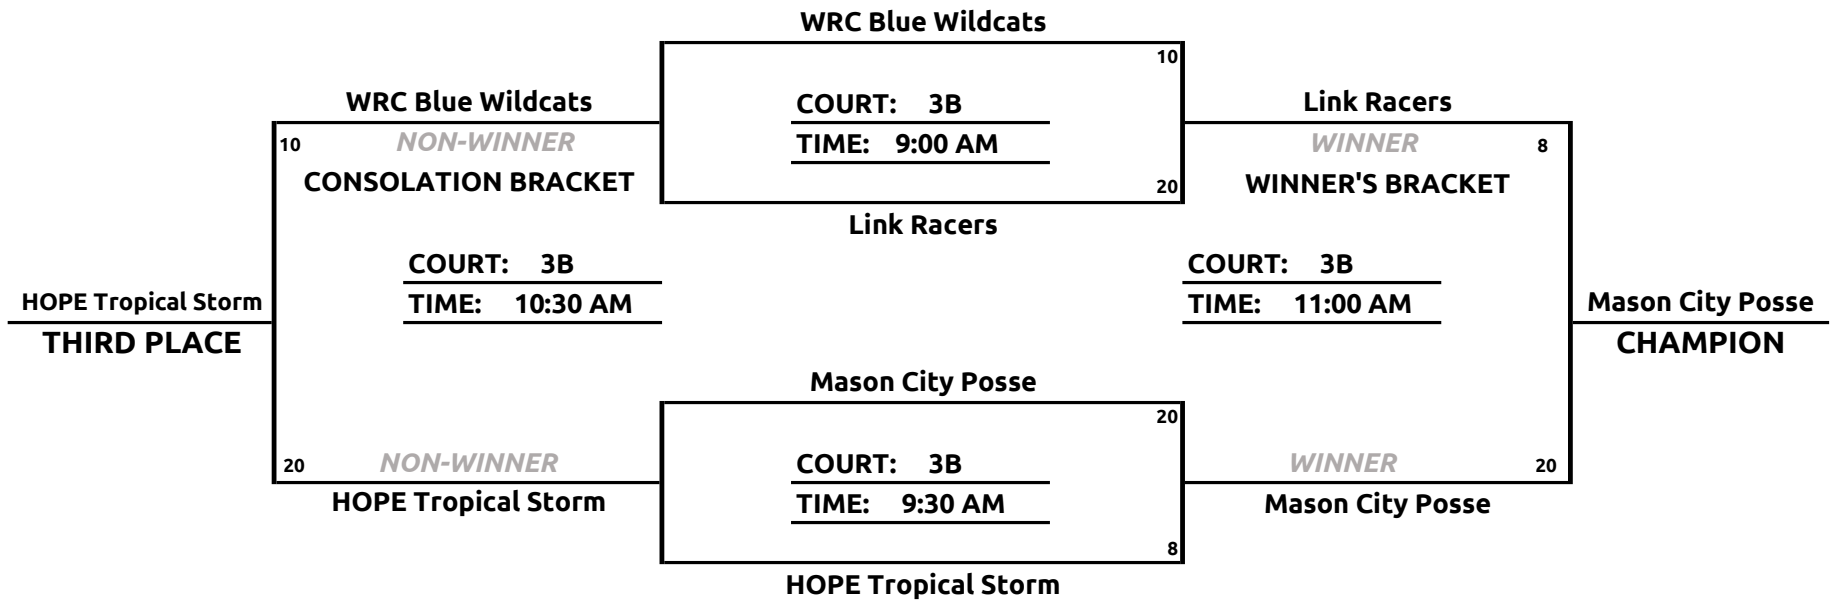 WRC Blue Wildcats
10
WRC Blue Wildcats
COURT: 3B
Link Racers
10
NON-WINNER
TIME: 9:00 AM
WINNER
8
CONSOLATION BRACKET
20
WINNER'S BRACKET
Link Racers
COURT: 3B
COURT: 3B
HOPE Tropical Storm
TIME: 10:30 AM
TIME: 11:00 AM
Mason City Posse
THIRD PLACE
CHAMPION
Mason City Posse
20
20
NON-WINNER
COURT: 3B
WINNER
20
HOPE Tropical Storm
TIME: 9:30 AM
Mason City Posse
8
HOPE Tropical Storm